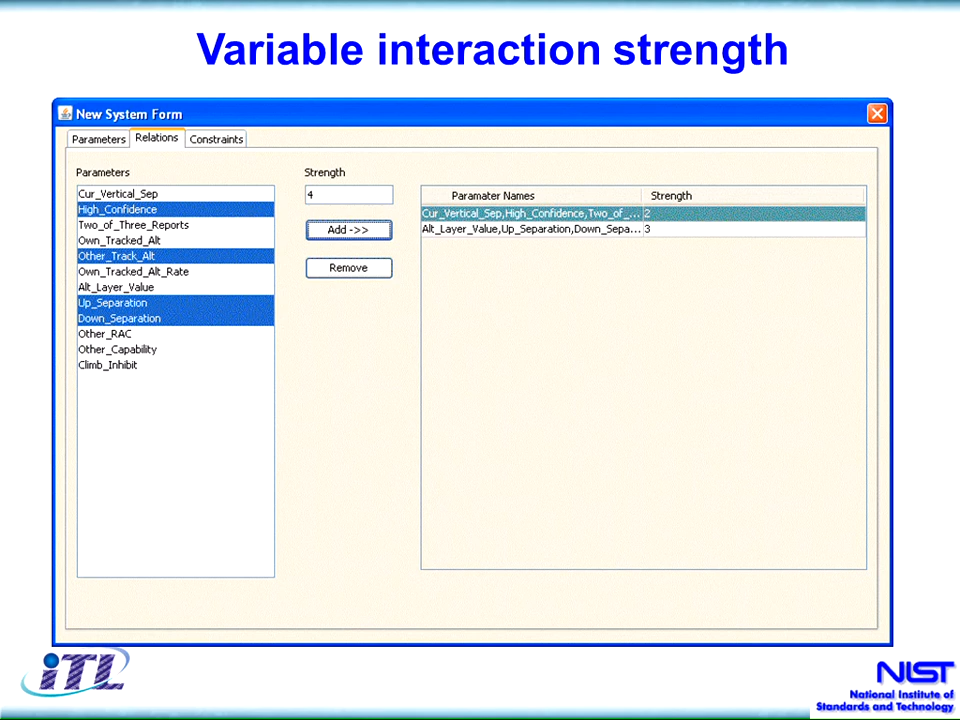 Variable interaction strength
New System Form
Parameters Relations Constraints
Parameters
Cur_Vertical_Sep
High_Confidence
Two_of_Three_Reports
Own_Tracked_Alt
Other_Track_Alt
Own_Tracked_Alt_Rate
Alt_Layer_Value
Up_Separation
Down_Separation
Other_RAC
Other_Capability
Climb_Inhibit
Strength
4
Add ->>
Remove
Paramater Names Strength
Cur_Vertical_Sep,High_Confidence,Two_of_... 2
Alt_Layer_Value,Up_Separation,Down_Sepa... 3
iTL
NIST
National Institute of
Standards and Technology